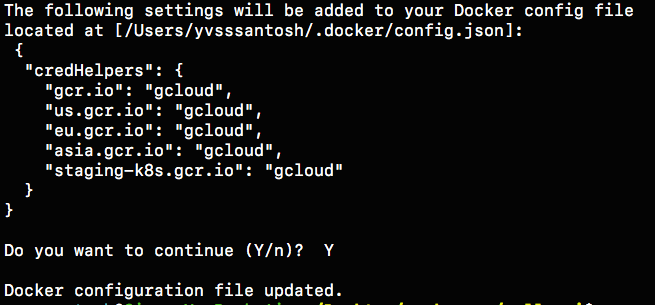 The following settings will be added to your Docker config file
located at [/Users/yvsssantosh/.docker/config.json]:
 {
  "credHelpers": {
    "gcr.io": "gcloud",
    "us.gcr.io": "gcloud",
    "eu.gcr.io": "gcloud",
    "asia.gcr.io": "gcloud",
    "staging-k8s.gcr.io": "gcloud"
  }
}
Do you want to continue (Y/n)?  Y
Docker configuration file updated.